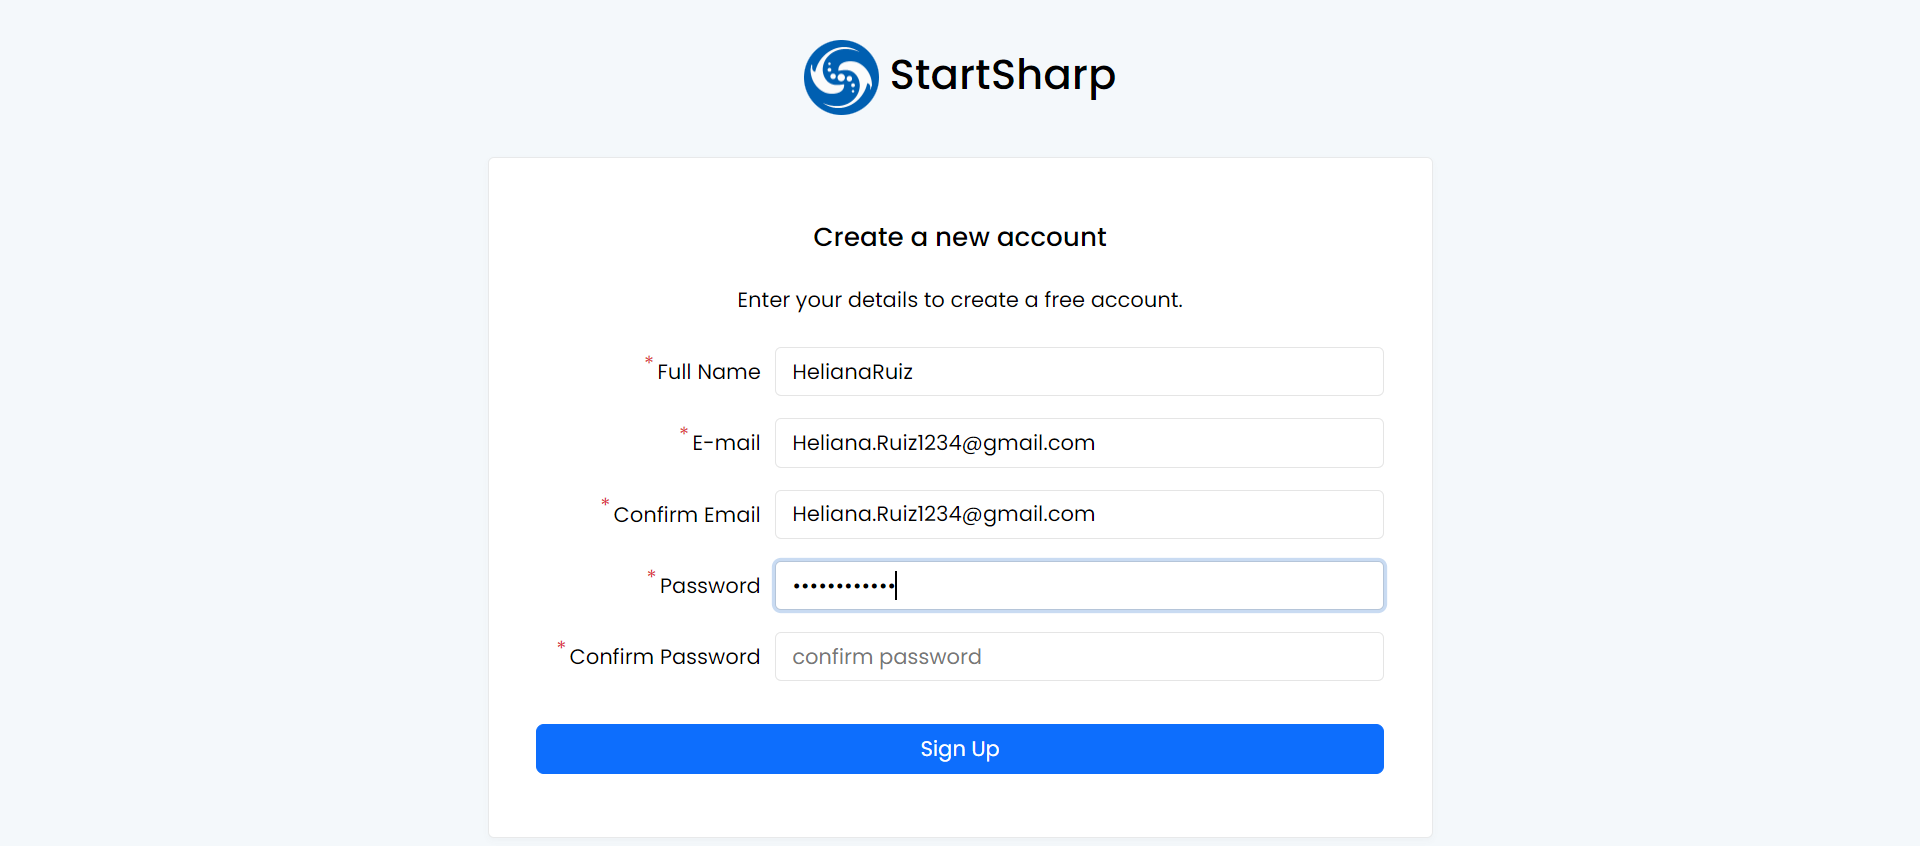 StartSharp
Create a new account
Enter your details to create a free account.
* Full Name HelianaRuiz
* E-mail Heliana.Ruiz1234@gmail.com
* Confirm Email Heliana.Ruiz1234@gmail.com
* Password ••••••••••••
* Confirm Password confirm password
Sign Up